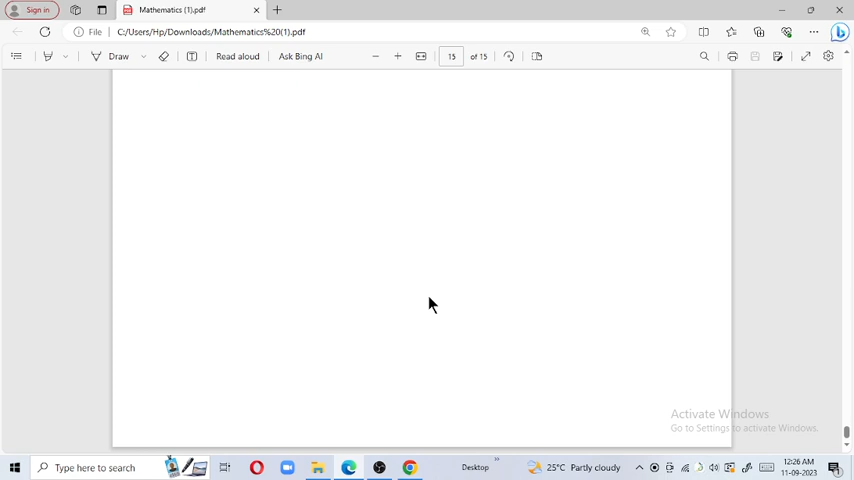 Sign in
Mathematics (1).pdf
File
C:/Users/Hp/Downloads/Mathematics%20(1).pdf
Draw
Read aloud
Ask Bing AI
15
of 15
Activate Windows
Go to Settings to activate Windows.
Type here to search
Desktop
25°C Partly cloudy
12:26 AM
11-09-2023